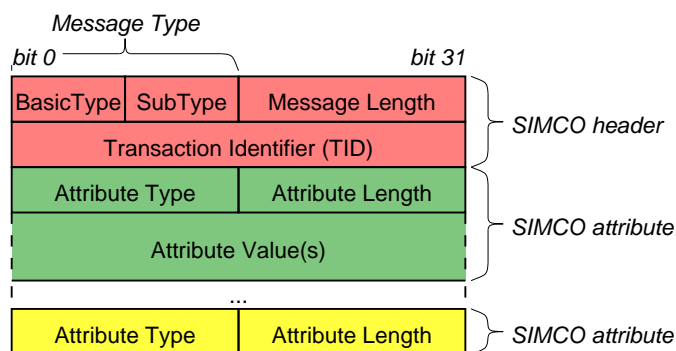 Message Type
bit 0 bit 31
BasicType SubType Message Length
SIMCO header
Transaction Identifier (TID)
Attribute Type Attribute Length
SIMCO attribute
Attribute Value(s)
...
Attribute Type Attribute Length SIMCO attribute